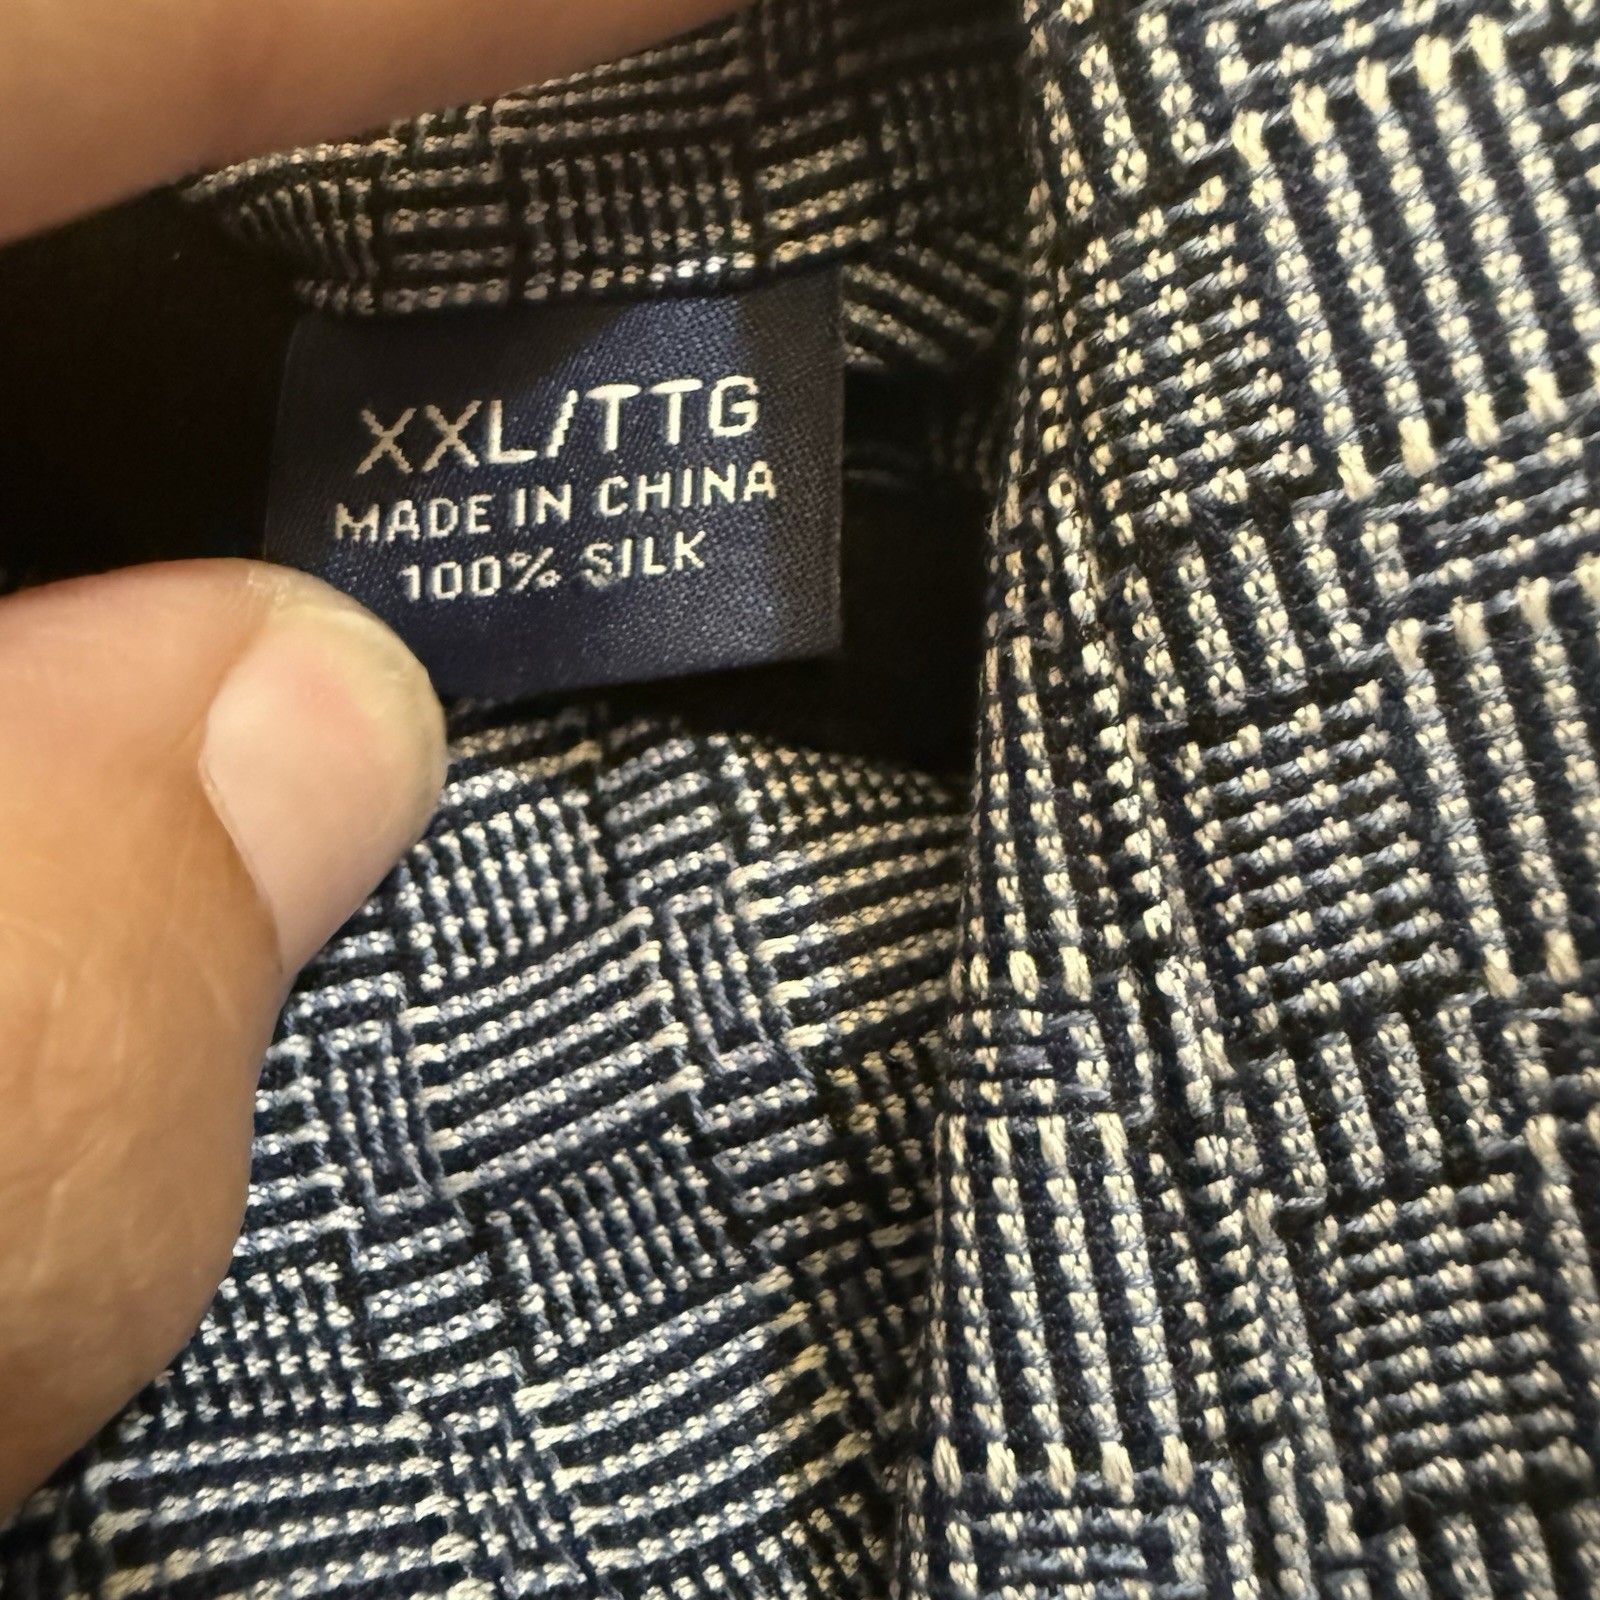 XXL/TTG
MADE IN CHINA
100% SILK